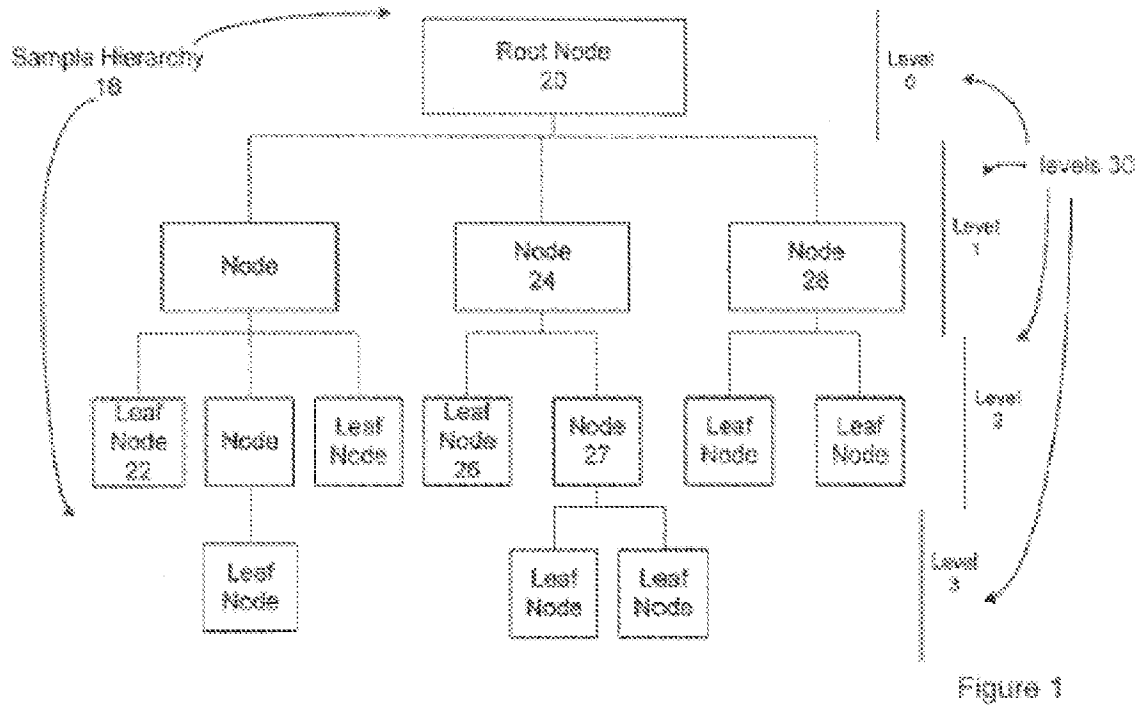 Root Node
20
Sample Hierarchy
18
Level
0
levels 30
Level
1
Node
Node
24
Node
28
Leaf
Node
22
Node
Leaf
Node
Leaf
Node
Node
27
Leaf
Node
Leaf
Node
Level
2
Leaf
Node
Leaf
Node
Leaf
Node
Level
3
Figure 1